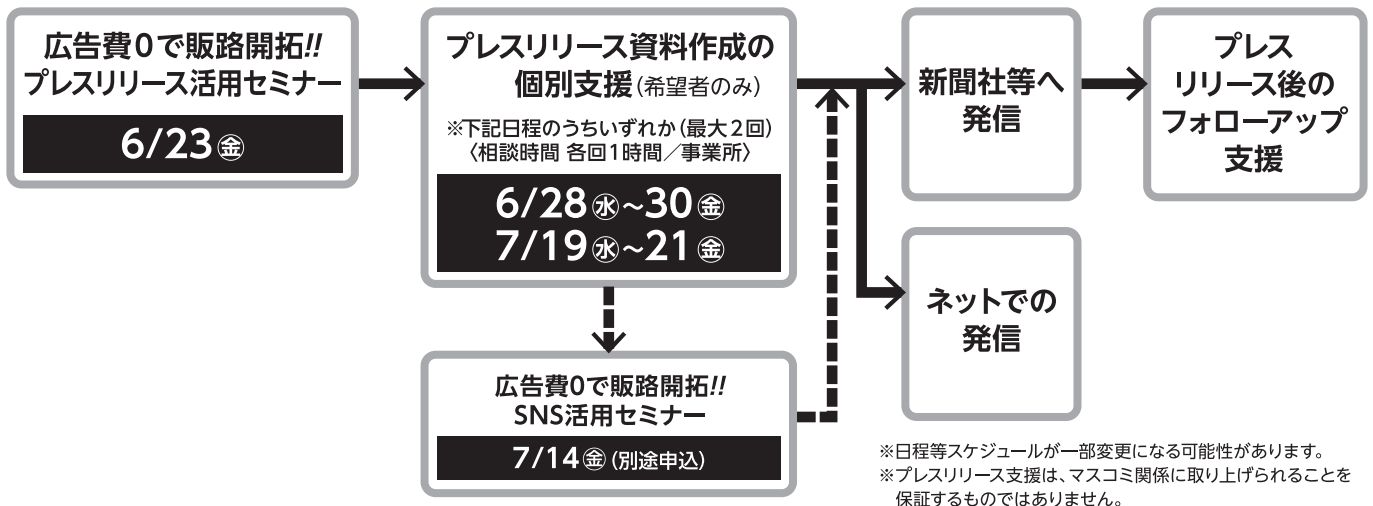 広告費0で販路開拓!!
プレスリリース活用セミナー
6/23㊎
プレスリリース資料作成の
個別支援(希望者のみ)
※下記日程のうちいずれか(最大2回)
〈相談時間 各回1時間／事業所〉
6/28㊌〜30㊎
7/19㊌〜21㊎
広告費0で販路開拓!!
SNS活用セミナー
7/14㊎(別途申込)
新聞社等へ
発信
ネットでの
発信
プレス
リリース後の
フォローアップ
支援
※日程等スケジュールが一部変更になる可能性があります。
※プレスリリース支援は、マスコミ関係に取り上げられることを
保証するものではありません。